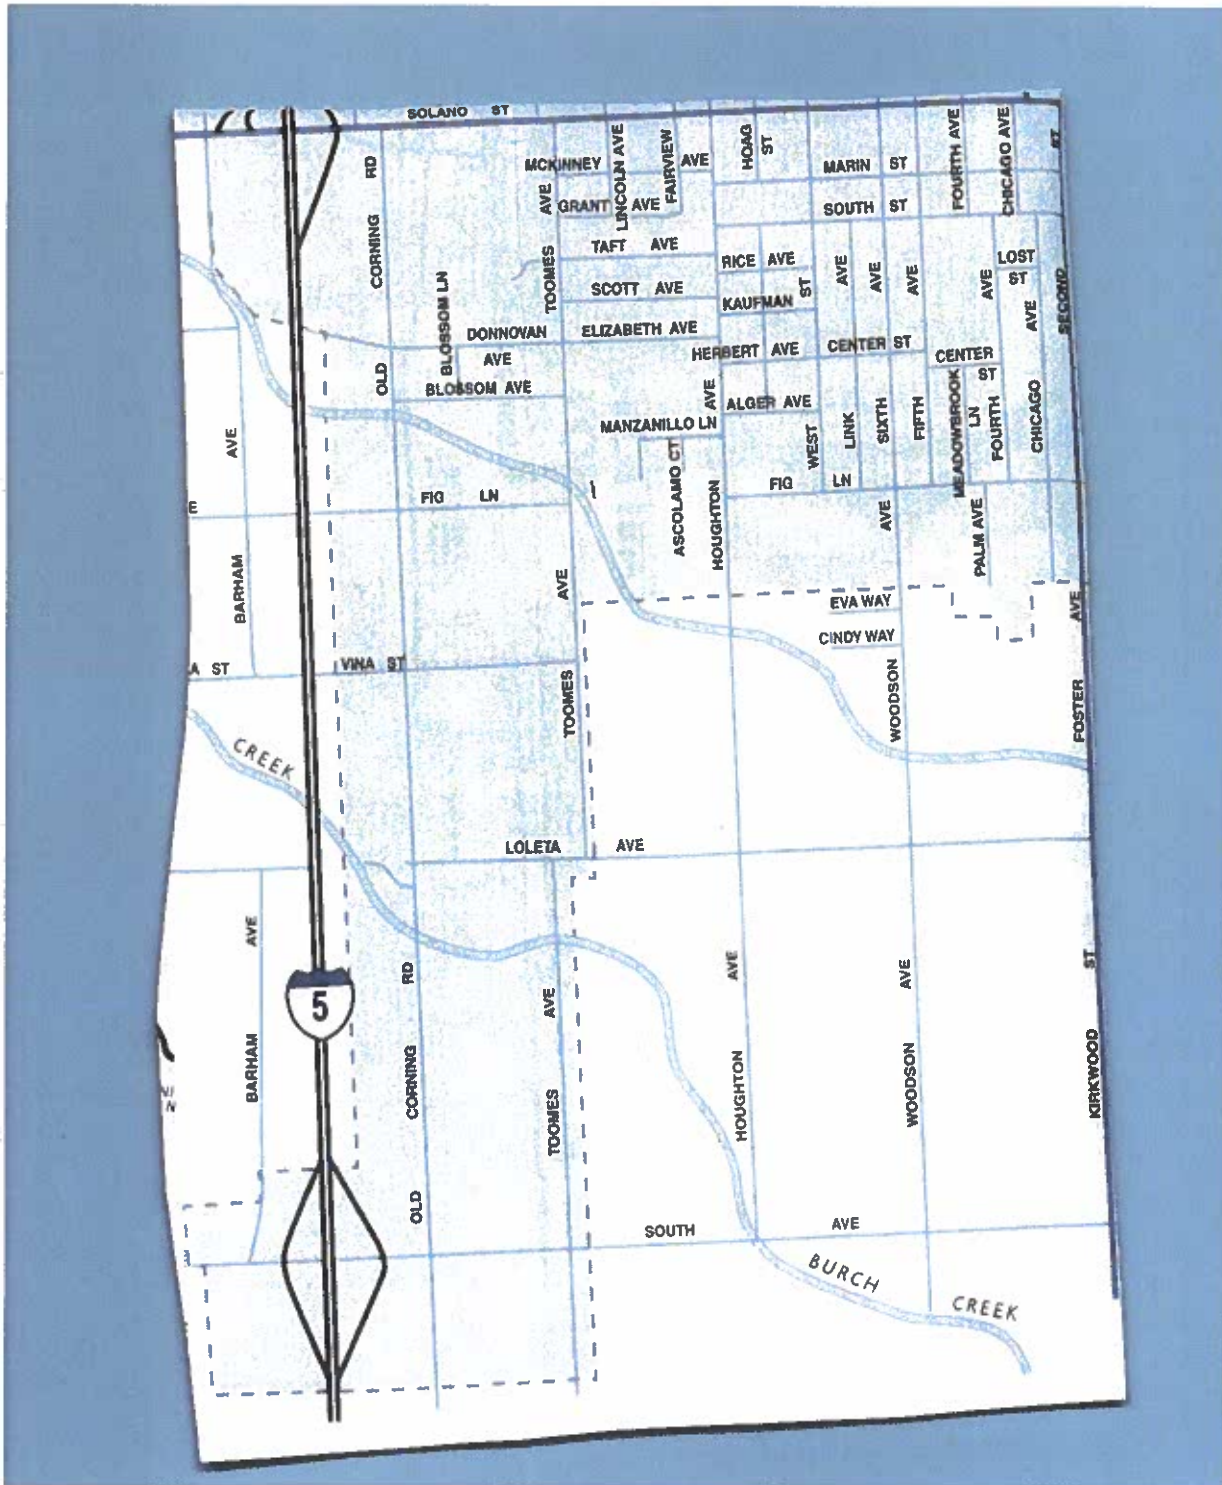 SOLANO ST
MCKINNEY AVE
LINCOLN AVE
FAIRVIEW
HOAG ST
MARIN ST
FOURTH AVE
CHICAGO AVE
ST
OLD CORNING RD
GRANT AVE
SOUTH ST
TOOMES AVE
TAFT AVE
RICE AVE
LOST ST
SCOTT AVE
KAUFMAN
SECOND
BLOSSOM LN
DONNOVAN AVE
ELIZABETH AVE
HERBERT AVE
CENTER ST
CENTER ST
BLOSSOM AVE
ALGER AVE
MANZANILLO LN
WEST ST
LINK AVE
SIXTH AVE
FIFTH AVE
MEADOWBROOK LN
FOURTH AVE
CHICAGO AVE
BARHAM AVE
E
FIG LN
ASCOLAMO CT
HOUGHTON AVE
FIG LN
AVE
PALM AVE
TOOMES AVE
EVA WAY
CINDY WAY
WOODSON
FOSTER AVE
A ST
VINA ST
CREEK
LOLETA AVE
BARHAM AVE
5
OLD CORNING RD
TOOMES AVE
HOUGHTON AVE
WOODSON AVE
KIRKWOOD ST
NI
N
SOUTH AVE
BURCH CREEK